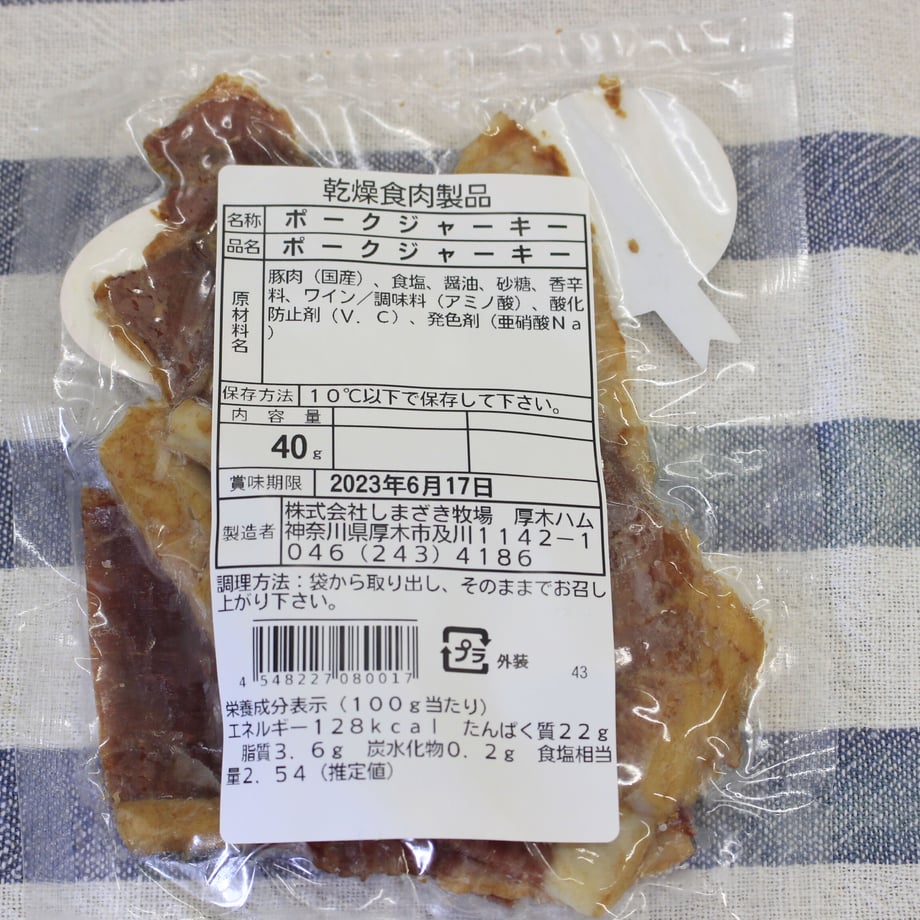 乾燥食肉製品
名称 ポークジャーキー
品名 ポークジャーキー
原材料名
豚肉（国産）、食塩、醤油、砂糖、香辛
料、ワイン／調味料（アミノ酸）、酸化
防止剤（Ｖ．Ｃ）、発色剤（亜硝酸Ｎａ
）
保存方法 １０℃以下で保存して下さい。
内容量
40g
賞味期限 2023年6月17日
製造者
株式会社しまざき牧場　厚木ハム
神奈川県厚木市及川１１４２－１
０４６（２４３）４１８６
調理方法：袋から取り出し、そのままでお召し
上がり下さい。
プラ 外装 43
4 548227 080017
栄養成分表示（１００ｇ当たり）
エネルギー１２８ｋｃａｌ　たんぱく質２２ｇ
脂質３．６ｇ　炭水化物０．２ｇ　食塩相当
量２．５４（推定値）